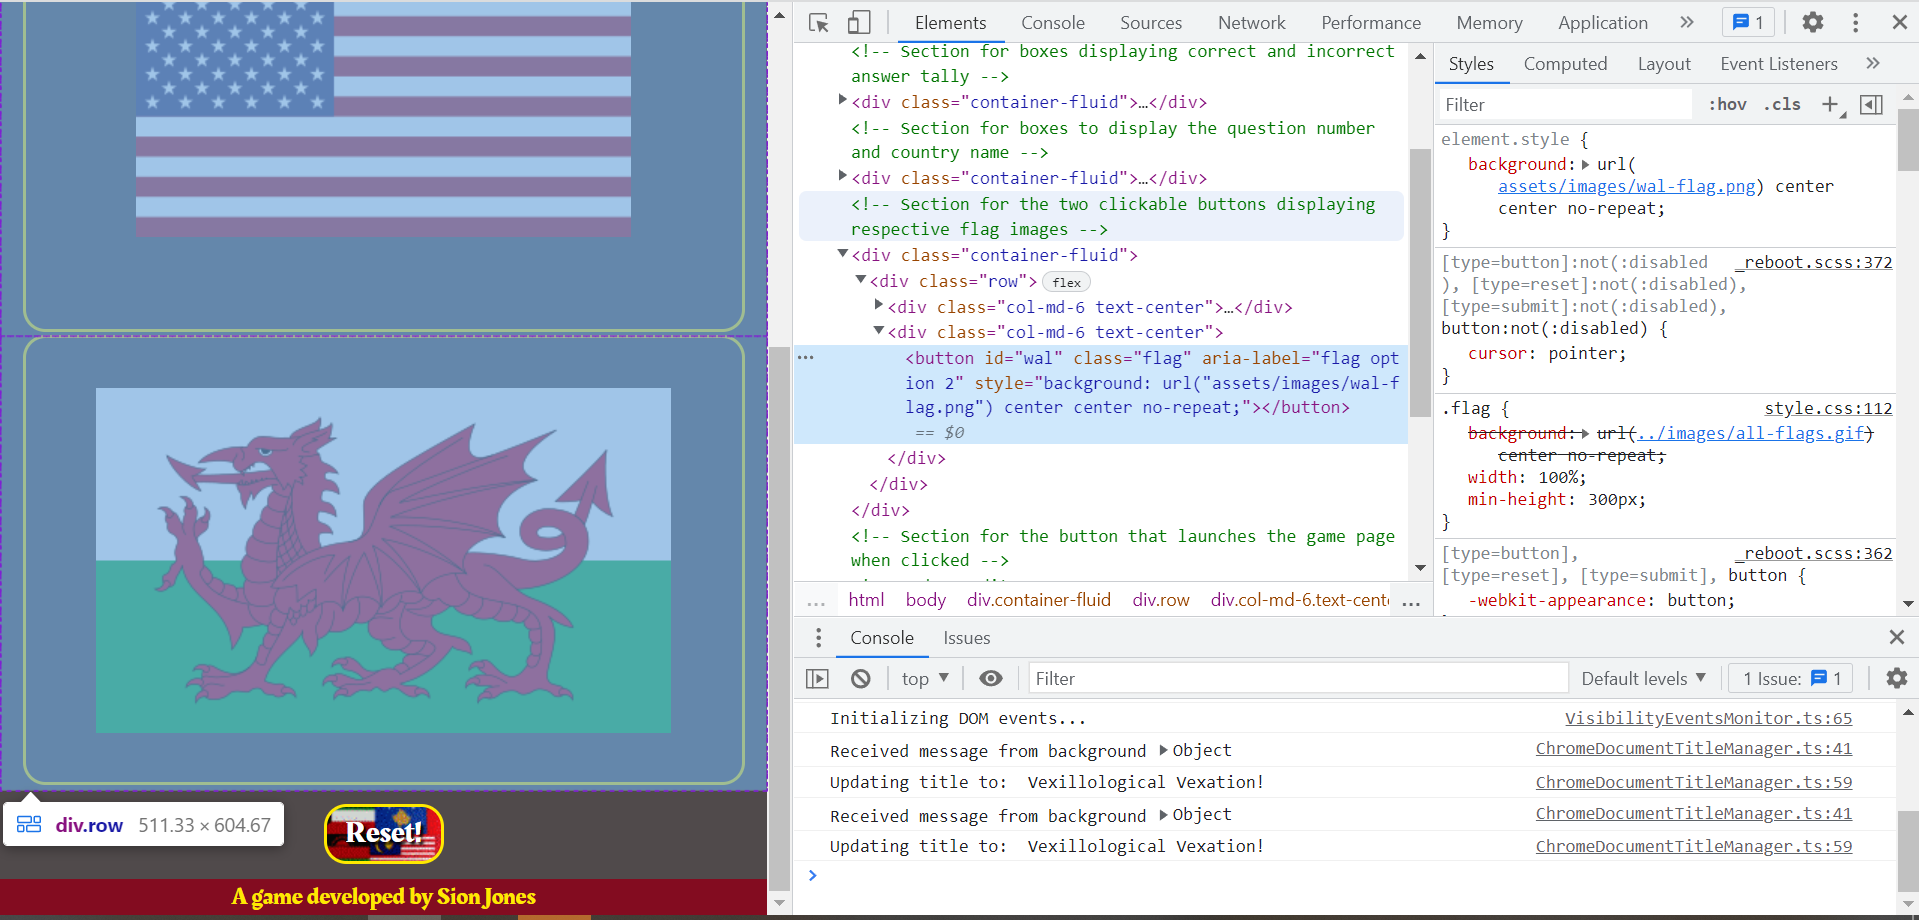 Elements
Console
Sources
Network
Performance
Memory
Application
»
1
<!-- Section for boxes displaying correct and incorrect
answer tally -->
<div class="container-fluid">…</div>
<!-- Section for boxes to display the question number
and country name -->
<div class="container-fluid">…</div>
<!-- Section for the two clickable buttons displaying
respective flag images -->
<div class="container-fluid">
<div class="row"> flex
<div class="col-md-6 text-center">…</div>
<div class="col-md-6 text-center">
<button id="wal" class="flag" aria-label="flag opt
ion 2" style="background: url("assets/images/wal-f
lag.png") center center no-repeat;"></button>
== $0
</div>
</div>
</div>
<!-- Section for the button that launches the game page
when clicked -->
... html body div.container-fluid div.row div.col-md-6.text-cent ...
Styles Computed Layout Event Listeners »
Filter :hov .cls +
element.style {
background: url(
assets/images/wal-flag.png) center
center no-repeat;
}
[type=button]:not(:disabled _reboot.scss:372
), [type=reset]:not(:disabled),
[type=submit]:not(:disabled),
button:not(:disabled) {
cursor: pointer;
}
.flag { style.css:112
background: url(../images/all-flags.gif)
center no-repeat;
width: 100%;
min-height: 300px;
}
[type=button], _reboot.scss:362
[type=reset], [type=submit], button {
-webkit-appearance: button;
Console Issues
top Filter Default levels 1 Issue: 1
Initializing DOM events... VisibilityEventsMonitor.ts:65
Received message from background Object ChromeDocumentTitleManager.ts:41
Updating title to: Vexillological Vexation! ChromeDocumentTitleManager.ts:59
Received message from background Object ChromeDocumentTitleManager.ts:41
Updating title to: Vexillological Vexation! ChromeDocumentTitleManager.ts:59
div.row 511.33 × 604.67
Reset!
A game developed by Sion Jones